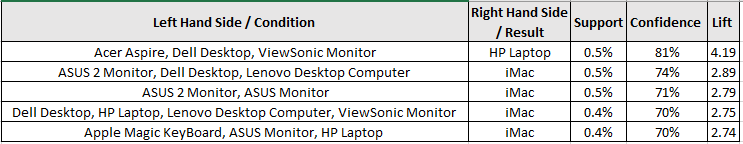 Left Hand Side / Condition Right Hand Side / Result Support Confidence Lift
Acer Aspire, Dell Desktop, ViewSonic Monitor HP Laptop 0.5% 81% 4.19
ASUS 2 Monitor, Dell Desktop, Lenovo Desktop Computer iMac 0.5% 74% 2.89
ASUS 2 Monitor, ASUS Monitor iMac 0.5% 71% 2.79
Dell Desktop, HP Laptop, Lenovo Desktop Computer, ViewSonic Monitor iMac 0.4% 70% 2.75
Apple Magic KeyBoard, ASUS Monitor, HP Laptop iMac 0.4% 70% 2.74